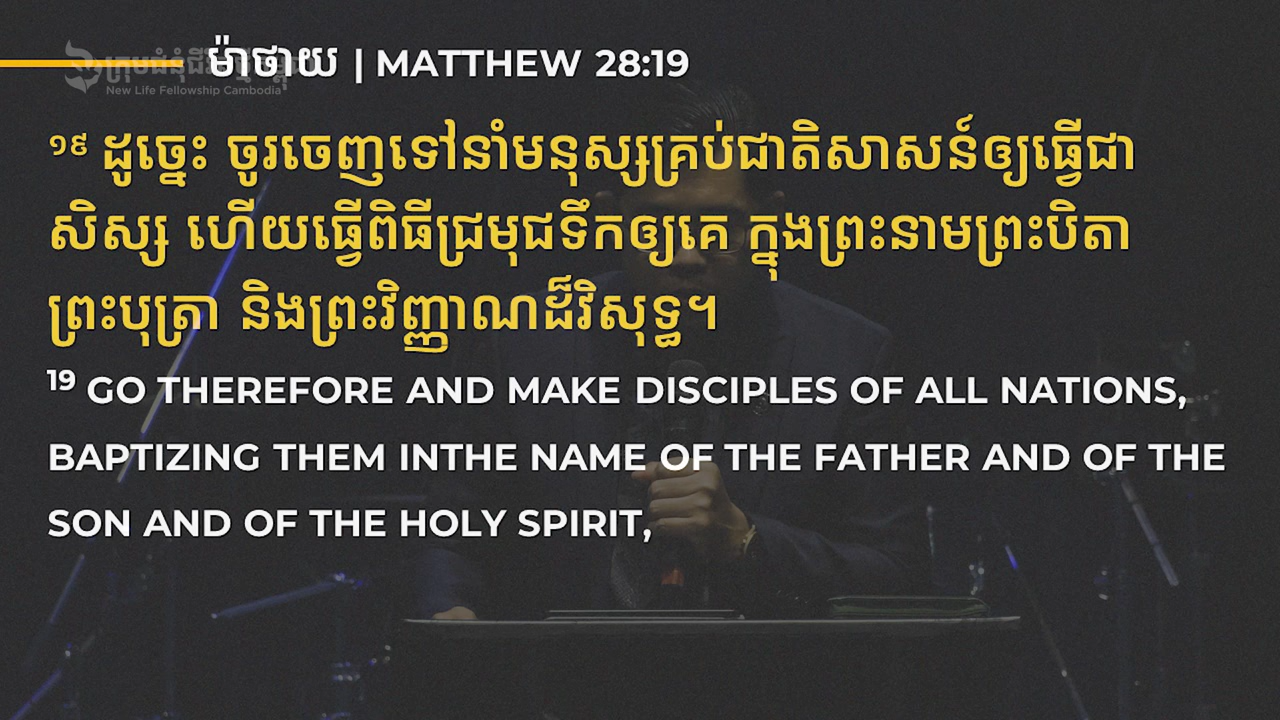 ម៉ាថាយ | MATTHEW 28:19
New Life Fellowship Cambodia
១៩ ដូច្នេះ ចូរចេញទៅនាំមនុស្សគ្រប់ជាតិសាសន៍ឲ្យធ្វើជា
សិស្ស ហើយធ្វើពិធីជ្រមុជទឹកឲ្យគេ ក្នុងព្រះនាមព្រះបិតា
ព្រះបុត្រា និងព្រះវិញ្ញាណដ៏វិសុទ្ធ។
19 GO THEREFORE AND MAKE DISCIPLES OF ALL NATIONS,
BAPTIZING THEM INTHE NAME OF THE FATHER AND OF THE
SON AND OF THE HOLY SPIRIT,